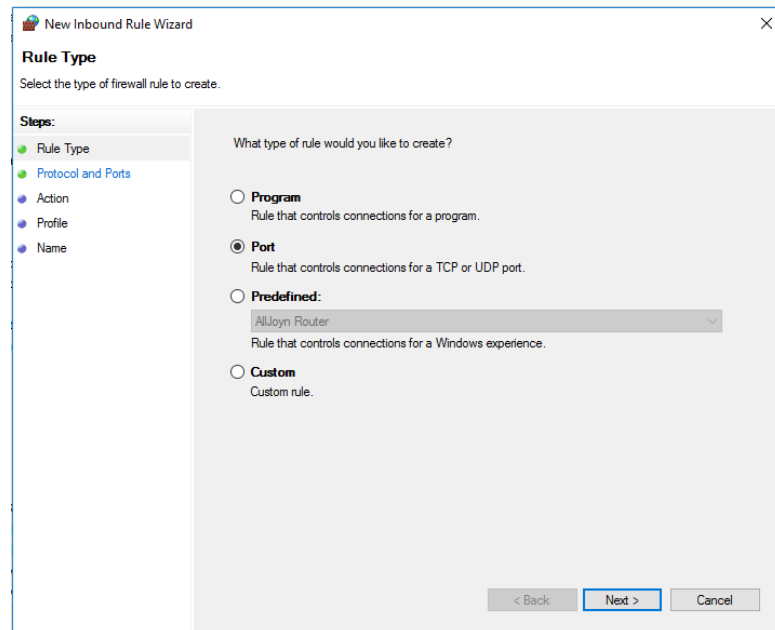 New Inbound Rule Wizard
Rule Type
Select the type of firewall rule to create.
Steps:
Rule Type
Protocol and Ports
Action
Profile
Name
What type of rule would you like to create?
Program
Rule that controls connections for a program.
Port
Rule that controls connections for a TCP or UDP port.
Predefined:
AllJoyn Router
Rule that controls connections for a Windows experience.
Custom
Custom rule.
< Back
Next >
Cancel